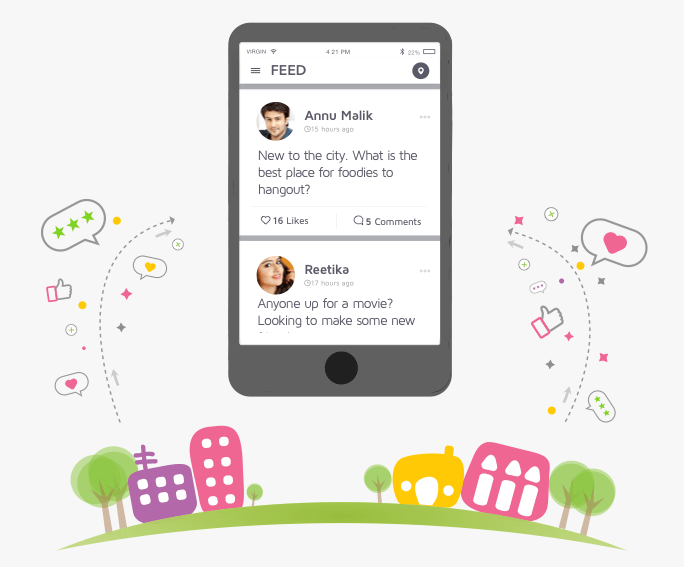 VIRGIN 4 21 PM 22%
FEED
Annu Malik
15 hours ago
New to the city. What is the
best place for foodies to
hangout?
16 Likes 5 Comments
Reetika
17 hours ago
Anyone up for a movie?
Looking to make some new